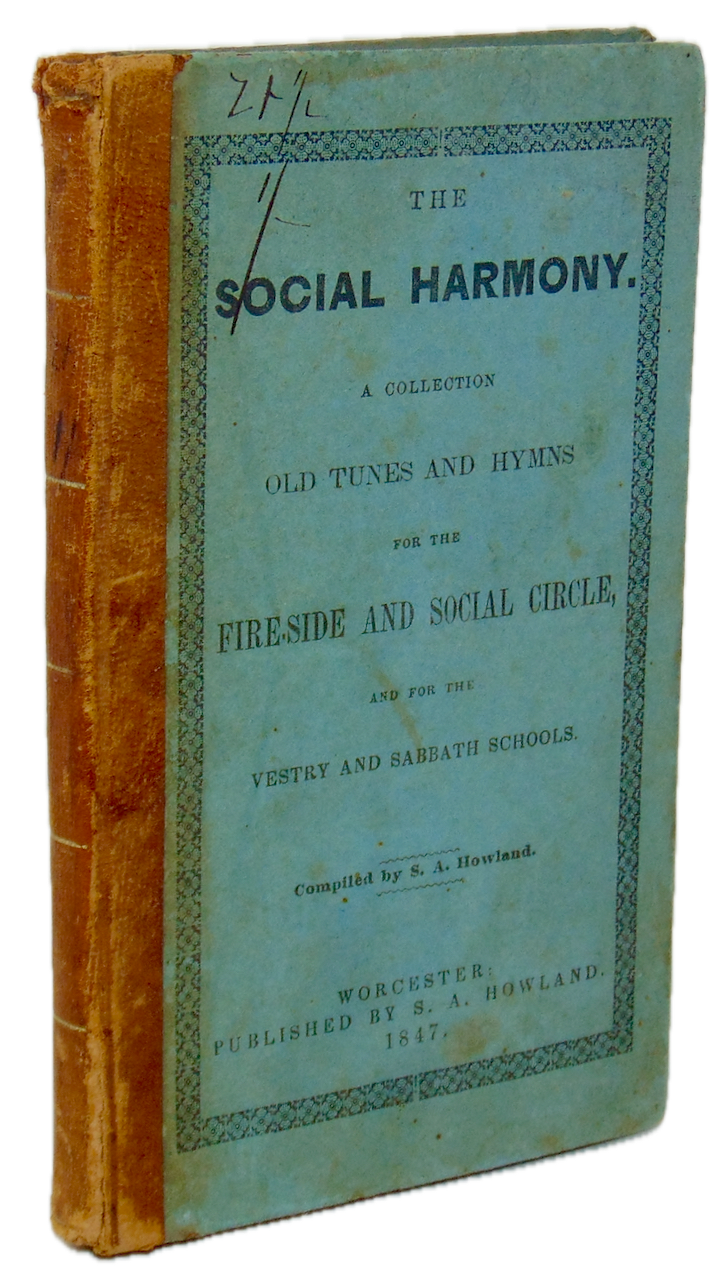 THE
SOCIAL HARMONY.
A COLLECTION
OLD TUNES AND HYMNS
FOR THE
FIRE-SIDE AND SOCIAL CIRCLE,
AND FOR THE
VESTRY AND SABBATH SCHOOLS.
Compiled by S. A. Howland.
WORCESTER:
PUBLISHED BY S. A. HOWLAND.
1847.